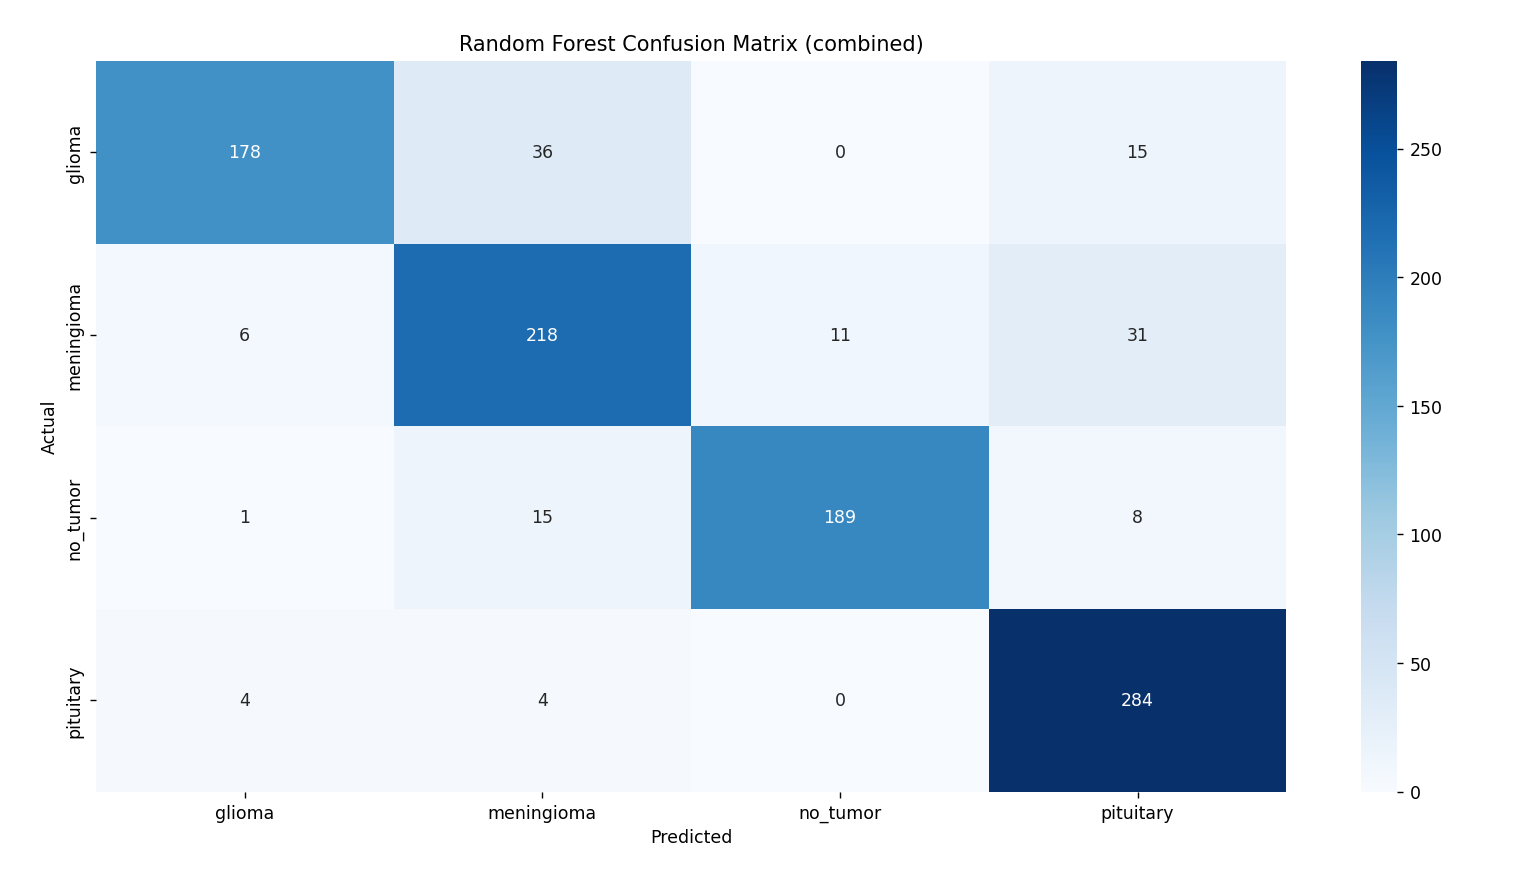 Random Forest Confusion Matrix (combined)
Actual
glioma
178 36 0 15
meningioma
6 218 11 31
no_tumor
1 15 189 8
pituitary
4 4 0 284
glioma meningioma no_tumor pituitary
Predicted
250
200
150
100
50
0